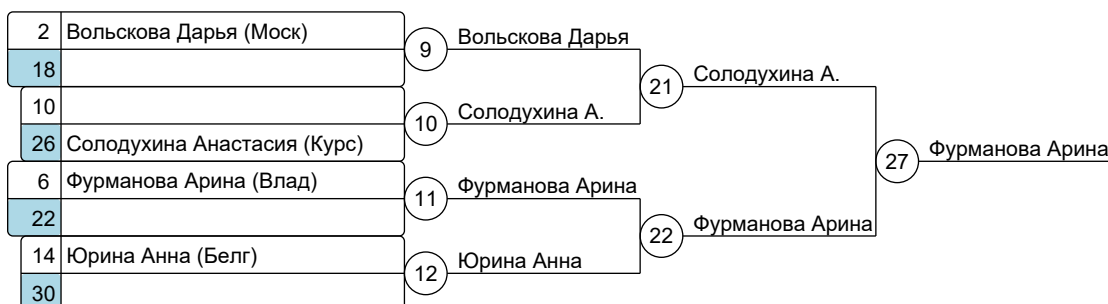 2 Вольскова Дарья (Моск)
18
9
Вольскова Дарья
10
26 Солодухина Анастасия (Курс)
10
Солодухина А.
21
Солодухина А.
6 Фурманова Арина (Влад)
22
11
Фурманова Арина
14 Юрина Анна (Белг)
30
12
Юрина Анна
22
Фурманова Арина
27
Фурманова Арина